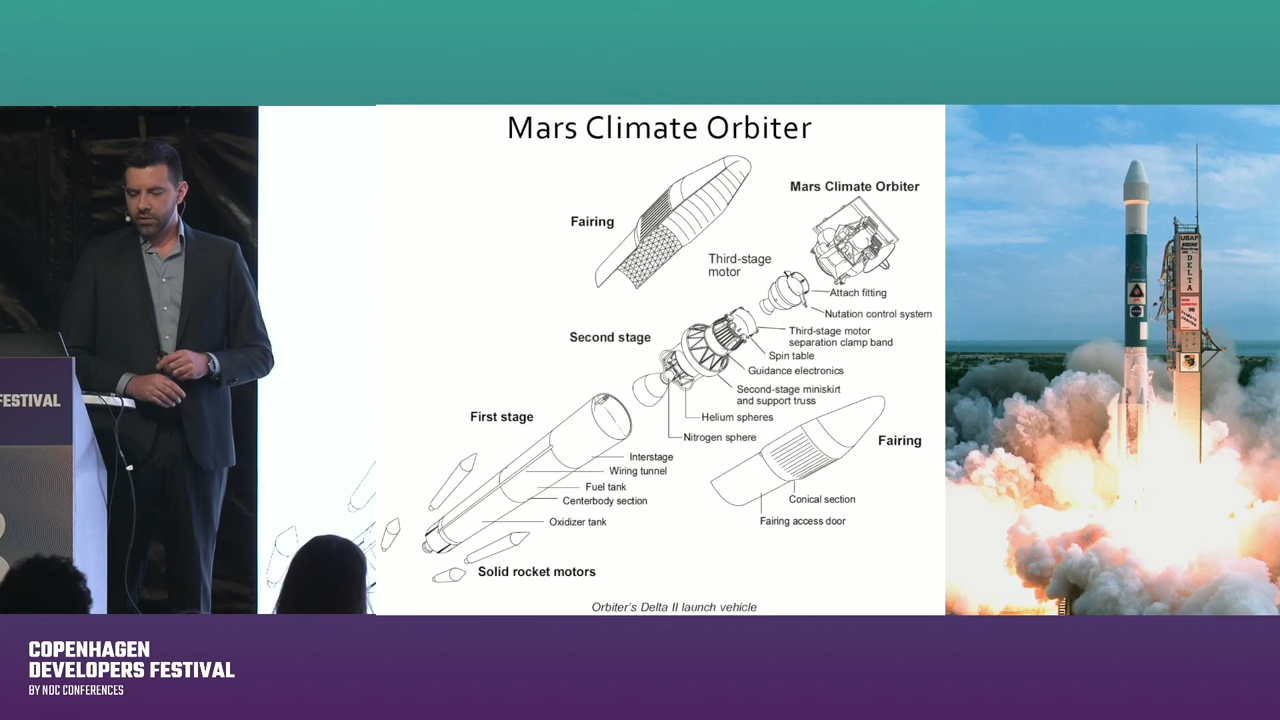 Mars Climate Orbiter
Mars Climate Orbiter
Fairing
Third-stage
motor
Attach fitting
Nutation control system
Second stage
Third-stage motor
separation clamp band
Spin table
Guidance electronics
Second-stage miniskirt
and support truss
Helium spheres
Nitrogen sphere
First stage
Interstage
Wiring tunnel
Fuel tank
Centerbody section
Oxidizer tank
Fairing
Conical section
Fairing access door
Solid rocket motors
Orbiter's Delta II launch vehicle
FESTIVAL
USAF
DELTA
COPENHAGEN
DEVELOPERS FESTIVAL
BY NDC CONFERENCES